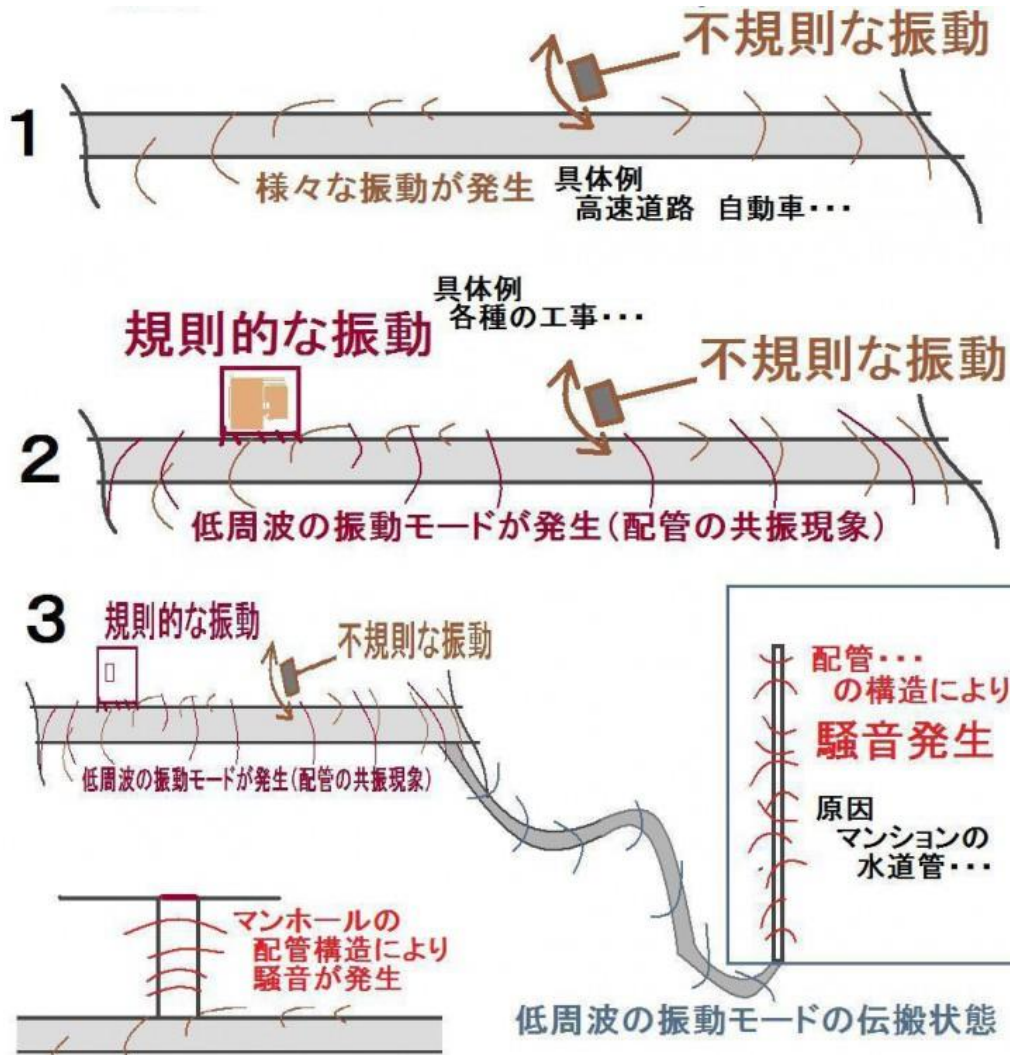 1
不規則な振動
様々な振動が発生
具体例
高速道路 自動車・・・
2
具体例
各種の工事・・・
規則的な振動
不規則な振動
低周波の振動モードが発生(配管の共振現象)
3
規則的な振動
不規則な振動
低周波の振動モードが発生(配管の共振現象)
配管・・・
の構造により
騒音発生
原因
マンションの
水道管・・・
マンホールの
配管構造により
騒音が発生
低周波の振動モードの伝搬状態